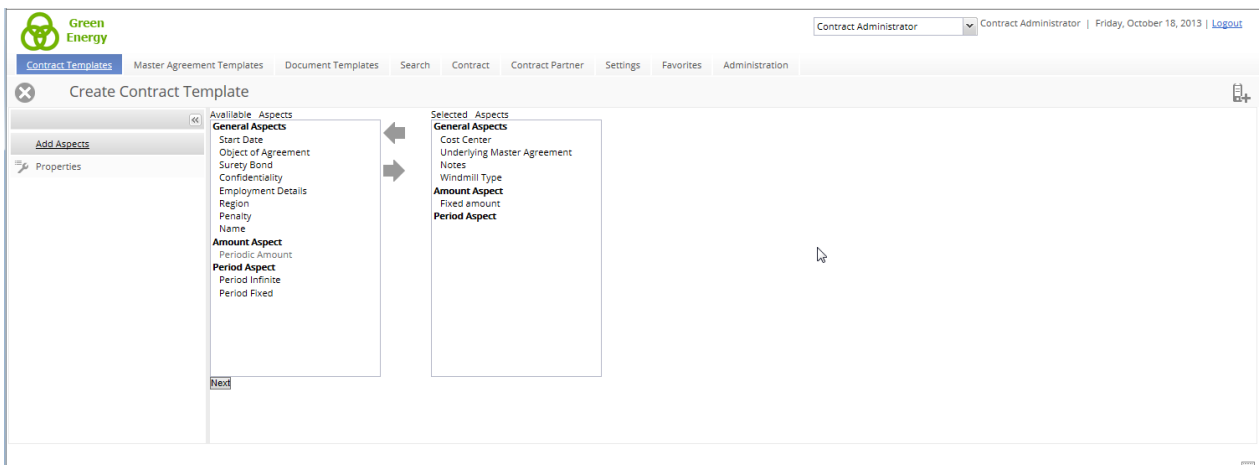 Green
Energy
Contract Administrator
Contract Administrator | Friday, October 18, 2013 | Logout
Contract Templates Master Agreement Templates Document Templates Search Contract Contract Partner Settings Favorites Administration
Create Contract Template
Add Aspects
Properties
Avalilable Aspects
General Aspects
Start Date
Object of Agreement
Surety Bond
Confidentiality
Employment Details
Region
Penalty
Name
Amount Aspect
Periodic Amount
Period Aspect
Period Infinite
Period Fixed
Next
Selected Aspects
General Aspects
Cost Center
Underlying Master Agreement
Notes
Windmill Type
Amount Aspect
Fixed amount
Period Aspect